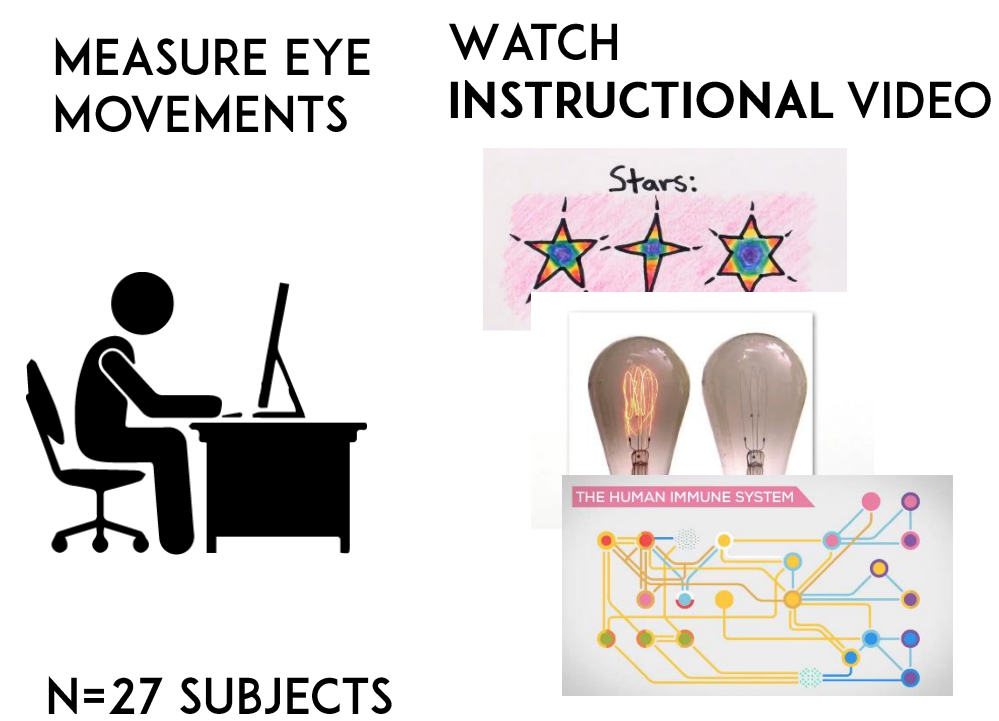 MEASURE EYE
MOVEMENTS
WATCH
INSTRUCTIONAL VIDEO
Stars:
THE HUMAN IMMUNE SYSTEM
N=27 SUBJECTS